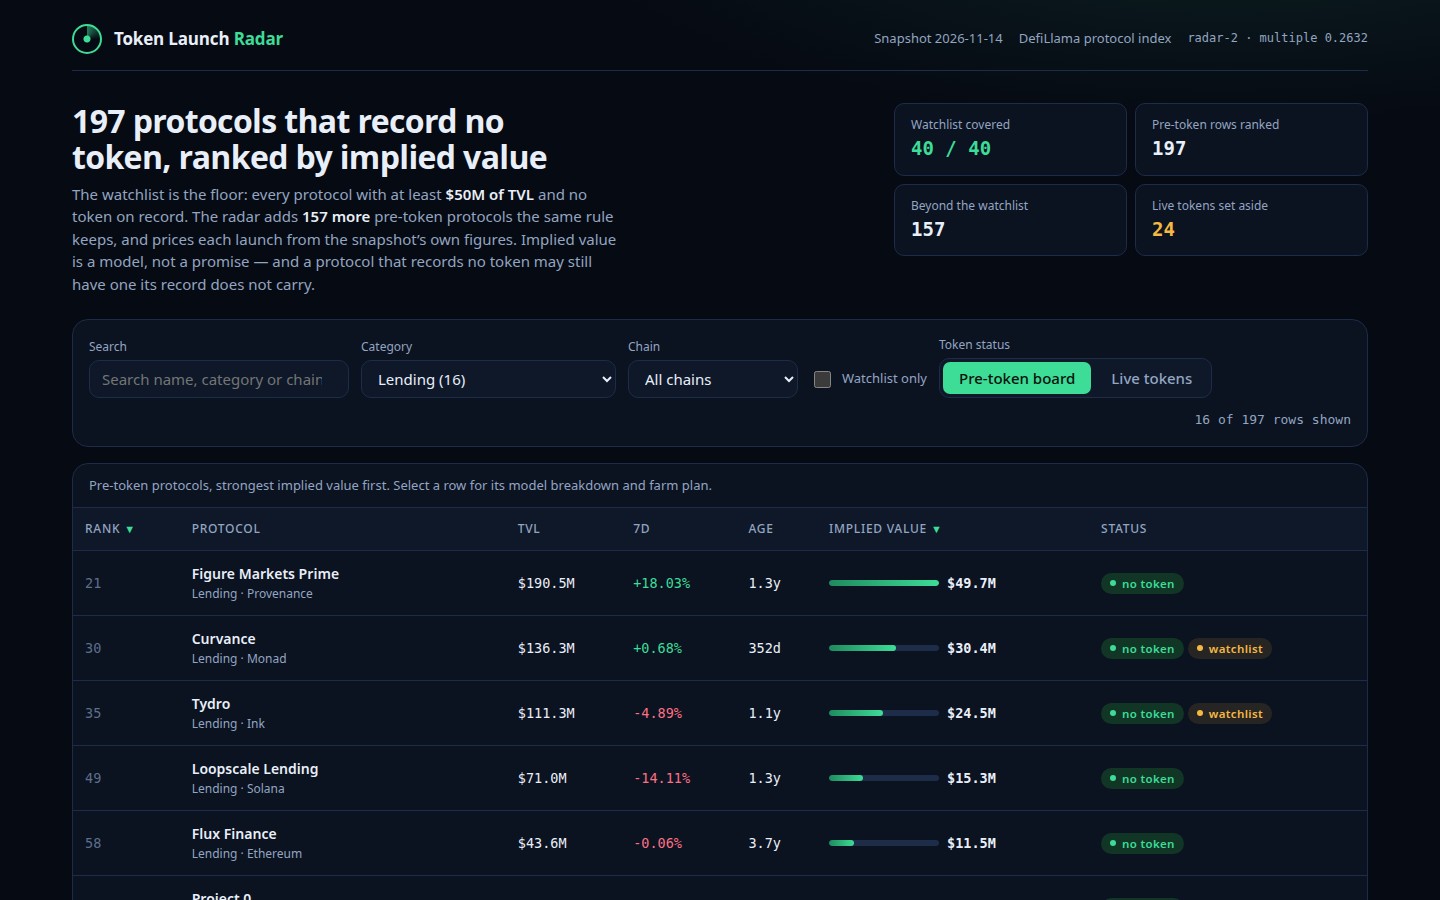 Token Launch Radar
Snapshot 2026-11-14 DefiLlama protocol index radar-2 · multiple 0.2632
197 protocols that record no
token, ranked by implied value
The watchlist is the floor: every protocol with at least $50M of TVL and no
token on record. The radar adds 157 more pre-token protocols the same rule
keeps, and prices each launch from the snapshot’s own figures. Implied value
is a model, not a promise — and a protocol that records no token may still
have one its record does not carry.
Watchlist covered
40 / 40
Pre-token rows ranked
197
Beyond the watchlist
157
Live tokens set aside
24
Search
Search name, category or chain
Category
Lending (16)
Chain
All chains
Watchlist only
Token status
Pre-token board
Live tokens
16 of 197 rows shown
Pre-token protocols, strongest implied value first. Select a row for its model breakdown and farm plan.
RANK ▼ PROTOCOL TVL 7D AGE IMPLIED VALUE ▼ STATUS
21 Figure Markets Prime $190.5M +18.03% 1.3y $49.7M no token
Lending · Provenance
30 Curvance $136.3M +0.68% 352d $30.4M no token watchlist
Lending · Monad
35 Tydro $111.3M -4.89% 1.1y $24.5M no token watchlist
Lending · Ink
49 Loopscale Lending $71.0M -14.11% 1.3y $15.3M no token
Lending · Solana
58 Flux Finance $43.6M -0.06% 3.7y $11.5M no token
Lending · Ethereum
Project 0